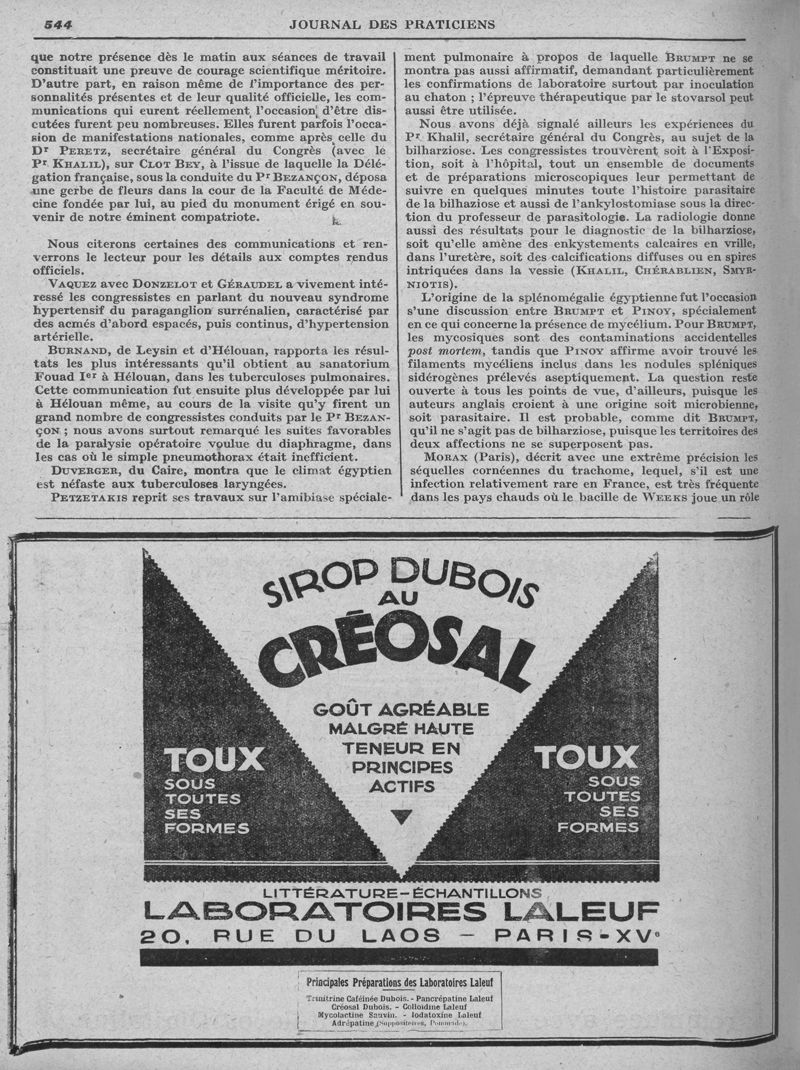 544
JOURNAL DES PRATICIENS
que notre présence dès le matin aux séances de travail
constituait une preuve de courage scientifique méritoire.
D'autre part, en raison même de l'importance des per-
sonnalités présentes et de leur qualité officielle, les com-
munications qui eurent réellement l'occasion d'être dis-
cutées furent peu nombreuses. Elles furent parfois l'occa-
sion de manifestations nationales, comme après celle du
Dr PERETZ, secrétaire général du Congrès (avec le
Pr KHALIL), sur CLOT BEY, à l'issue de laquelle la Délé-
gation française, sous la conduite du Pr BEZANÇON, déposa
une gerbe de fleurs dans la cour de la Faculté de Méde-
cine fondée par lui, au pied du monument érigé en sou-
venir de notre éminent compatriote.
Nous citerons certaines des communications et ren-
verrons le lecteur pour les détails aux comptes rendus
officiels.
VAQUEZ avec DONZELOT et GÉRAUDEL a vivement inté-
ressé les congressistes en parlant du nouveau syndrome
hypertensif du paraganglion surrénalien, caractérisé par
des acmés d'abord espacés, puis continus, d'hypertension
artérielle.
BURNAND, de Leysin et d'Hélouan, rapporta les résul-
tats les plus intéressants qu'il obtient au sanatorium
Fouad Ier à Hélouan, dans les tuberculoses pulmonaires.
Cette communication fut ensuite plus développée par lui
à Hélouan même, au cours de la visite qu'y firent un
grand nombre de congressistes conduits par le Pr BEZAN-
ÇON ; nous avons surtout remarqué les suites favorables
de la paralysie opératoire voulue du diaphragme, dans
les cas où le simple pneumothorax était inefficient.
DUVERGER, du Caire, montra que le climat égyptien
est néfaste aux tuberculoses laryngées.
PETZETAKIS reprit ses travaux sur l'amibiase spéciale-
ment pulmonaire à propos de laquelle BRUMPT ne se
montra pas aussi affirmatif, demandant particulièrement
les confirmations de laboratoire surtout par inoculation
au chaton ; l'épreuve thérapeutique par le stovarsol peut
aussi être utilisée.
Nous avons déjà signalé ailleurs les expériences du
Pr Khalil, secrétaire général du Congrès, au sujet de la
bilharziose. Les congressistes trouvèrent soit à l'Exposi-
tion, soit à l'hôpital, tout un ensemble de documents
et de préparations microscopiques leur permettant de
suivre en quelques minutes toute l'histoire parasitaire
de la bilhaziose et aussi de l'ankylostomiase sous la direc-
tion du professeur de parasitologie. La radiologie donne
aussi des résultats pour le diagnostic de la bilharziose,
soit qu'elle amène des enkystements calcaires en vrille,
dans l'uretère, soit des calcifications diffuses ou en spires
intriquées dans la vessie (KHALIL, CHÉRABLIEN, SMYR-
NIOTIS).
L'origine de la splénomégalie égyptienne fut l'occasion
s'une discussion entre BRUMPT et PINOY, spécialement
en ce qui concerne la présence de mycélium. Pour BRUMPT,
les mycosiques sont des contaminations accidentelles
post mortem, tandis que PINOY affirme avoir trouvé les
filaments mycéliens inclus dans les nodules spléniques
sidérogènes prélevés aseptiquement. La question reste
ouverte à tous les points de vue, d'ailleurs, puisque les
auteurs anglais croient à une origine soit microbienne,
soit parasitaire. Il est probable, comme dit BRUMPT,
qu'il ne s'agit pas de bilharziose, puisque les territoires des
deux affections ne se superposent pas.
MORAX (Paris), décrit avec une extrême précision les
séquelles cornéennes du trachome, lequel, s'il est une
infection relativement rare en France, est très fréquente
dans les pays chauds où le bacille de WEEKS joue un rôle
SIROP DUBOIS
AU
CRÉOSAL
GOÛT AGRÉABLE
MALGRÉ HAUTE
TENEUR EN
PRINCIPES
ACTIFS
TOUX
SOUS
TOUTES
SES
FORMES
TOUX
SOUS
TOUTES
SES
FORMES
LITTÉRATURE-ÉCHANTILLONS
LABORATOIRES LALEUF
20, RUE DU LAOS - PARIS-XVe
Principales Préparations des Laboratoires Laleuf
Trinitrine Caféinée Dubois. - Pancrépatine Laleuf
Créosal Dubois. - Colloïdine Laleuf
Mycolactine Sauvin. - Iodatoxine Laleuf
Adrépatine (Suppositoires, Pommade).